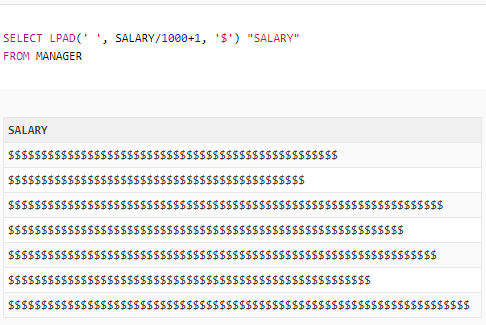 SELECT LPAD(' ', SALARY/1000+1, '$') "SALARY"
FROM MANAGER
SALARY
$$$$$$$$$$$$$$$$$$$$$$$$$$$$$$$$$$$$$$$$$$$$$$$$$$
$$$$$$$$$$$$$$$$$$$$$$$$$$$$$$$$$$$$$$$$$$$$$
$$$$$$$$$$$$$$$$$$$$$$$$$$$$$$$$$$$$$$$$$$$$$$$$$$$$$$$$$$$$$$$$$$
$$$$$$$$$$$$$$$$$$$$$$$$$$$$$$$$$$$$$$$$$$$$$$$$$$$$$$$$$$$$
$$$$$$$$$$$$$$$$$$$$$$$$$$$$$$$$$$$$$$$$$$$$$$$$$$$$$$$$$$$$$$$$$
$$$$$$$$$$$$$$$$$$$$$$$$$$$$$$$$$$$$$$$$$$$$$$$$$$$$$$$
$$$$$$$$$$$$$$$$$$$$$$$$$$$$$$$$$$$$$$$$$$$$$$$$$$$$$$$$$$$$$$$$$$$$$$